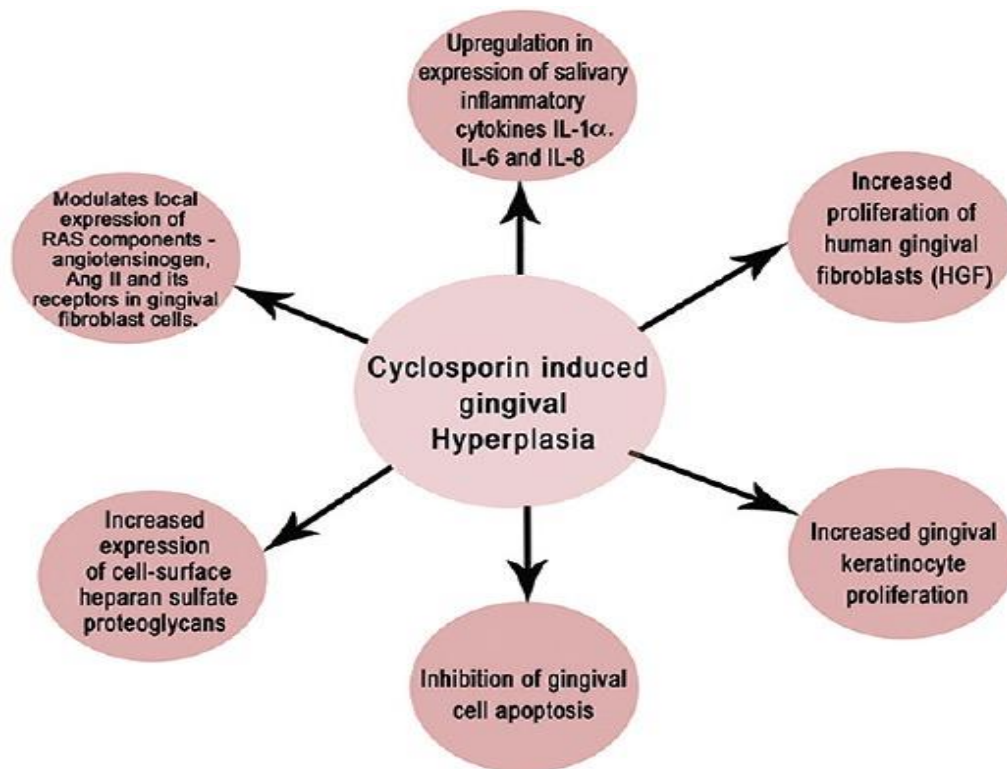 Upregulation in
expression of salivary
inflammatory
cytokines IL-1α.
IL-6 and IL-8
Modulates local
expression of
RAS components -
angiotensinogen,
Ang II and its
receptors in gingival
fibroblast cells.
Increased
proliferation of
human gingival
fibroblasts (HGF)
Cyclosporin induced
gingival
Hyperplasia
Increased
expression
of cell-surface
heparan sulfate
proteoglycans
Increased gingival
keratinocyte
proliferation
Inhibition of gingival
cell apoptosis